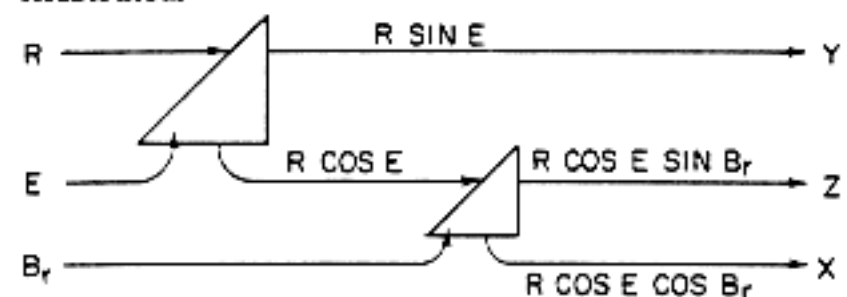 R R SIN E Y
E R COS E R COS E SIN Br Z
Br R COS E COS Br X